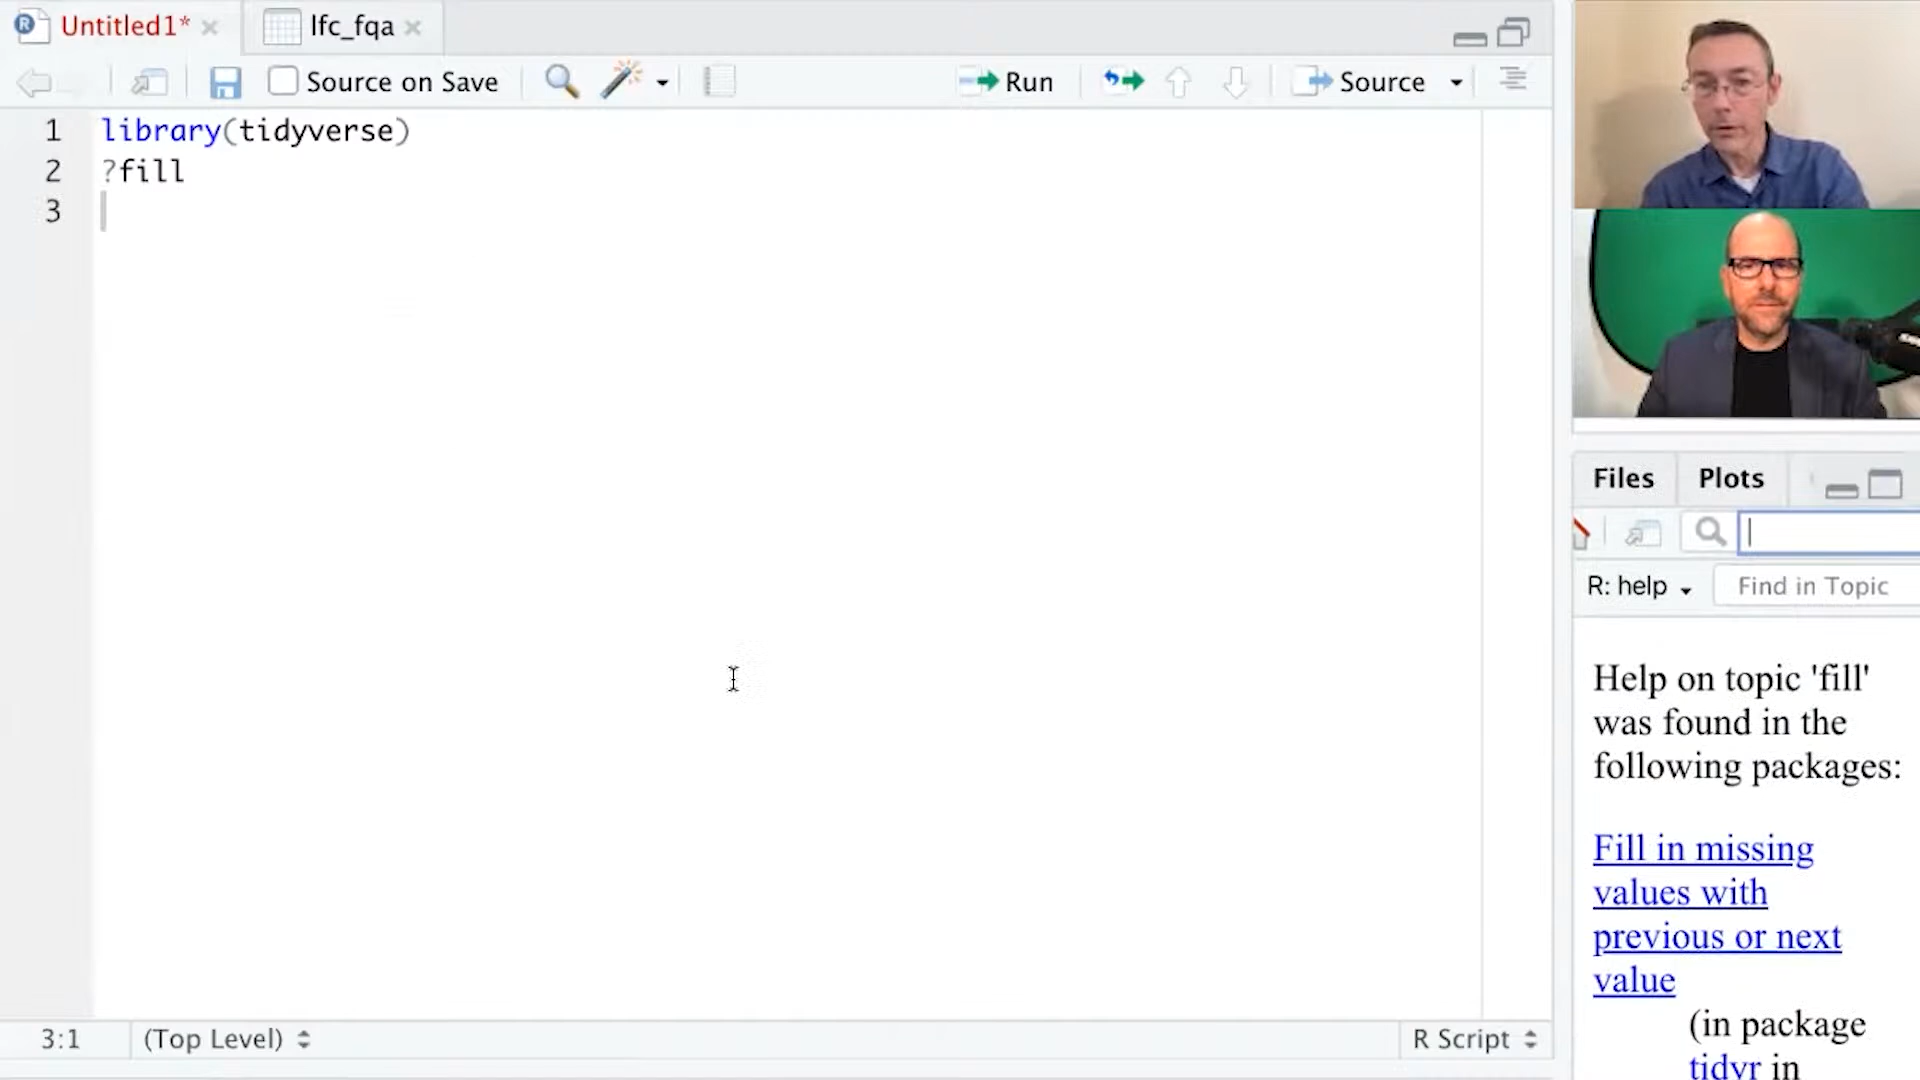 Untitled1*
lfc_fqa
Source on Save
Run
Source
1 library(tidyverse)
2 ?fill
3
3:1
(Top Level)
R Script
Files
Plots
R: help
Find in Topic
Help on topic 'fill'
was found in the
following packages:
Fill in missing
values with
previous or next
value
(in package
tidyr in